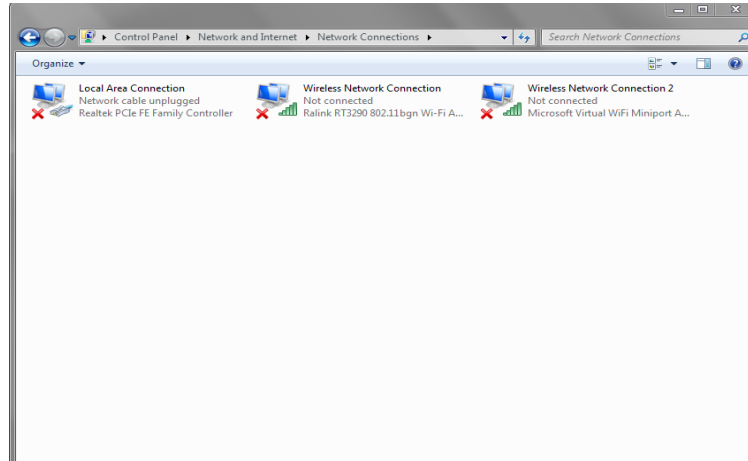 Control Panel Network and Internet Network Connections Search Network Connections
Organize
Local Area Connection
Network cable unplugged
Realtek PCIe FE Family Controller
Wireless Network Connection
Not connected
Ralink RT3290 802.11bgn Wi-Fi A...
Wireless Network Connection 2
Not connected
Microsoft Virtual WiFi Miniport A...